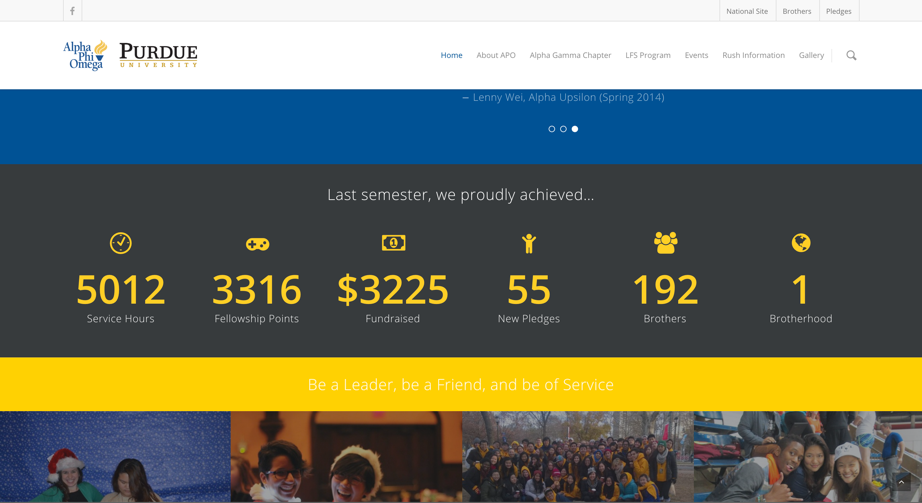 National Site
Brothers
Pledges
Alpha
Phi
Omega
PURDUE
UNIVERSITY
Home
About APO
Alpha Gamma Chapter
LFS Program
Events
Rush Information
Gallery
– Lenny Wei, Alpha Upsilon (Spring 2014)
Last semester, we proudly achieved...
5012
Service Hours
3316
Fellowship Points
$3225
Fundraised
55
New Pledges
192
Brothers
1
Brotherhood
Be a Leader, be a Friend, and be of Service